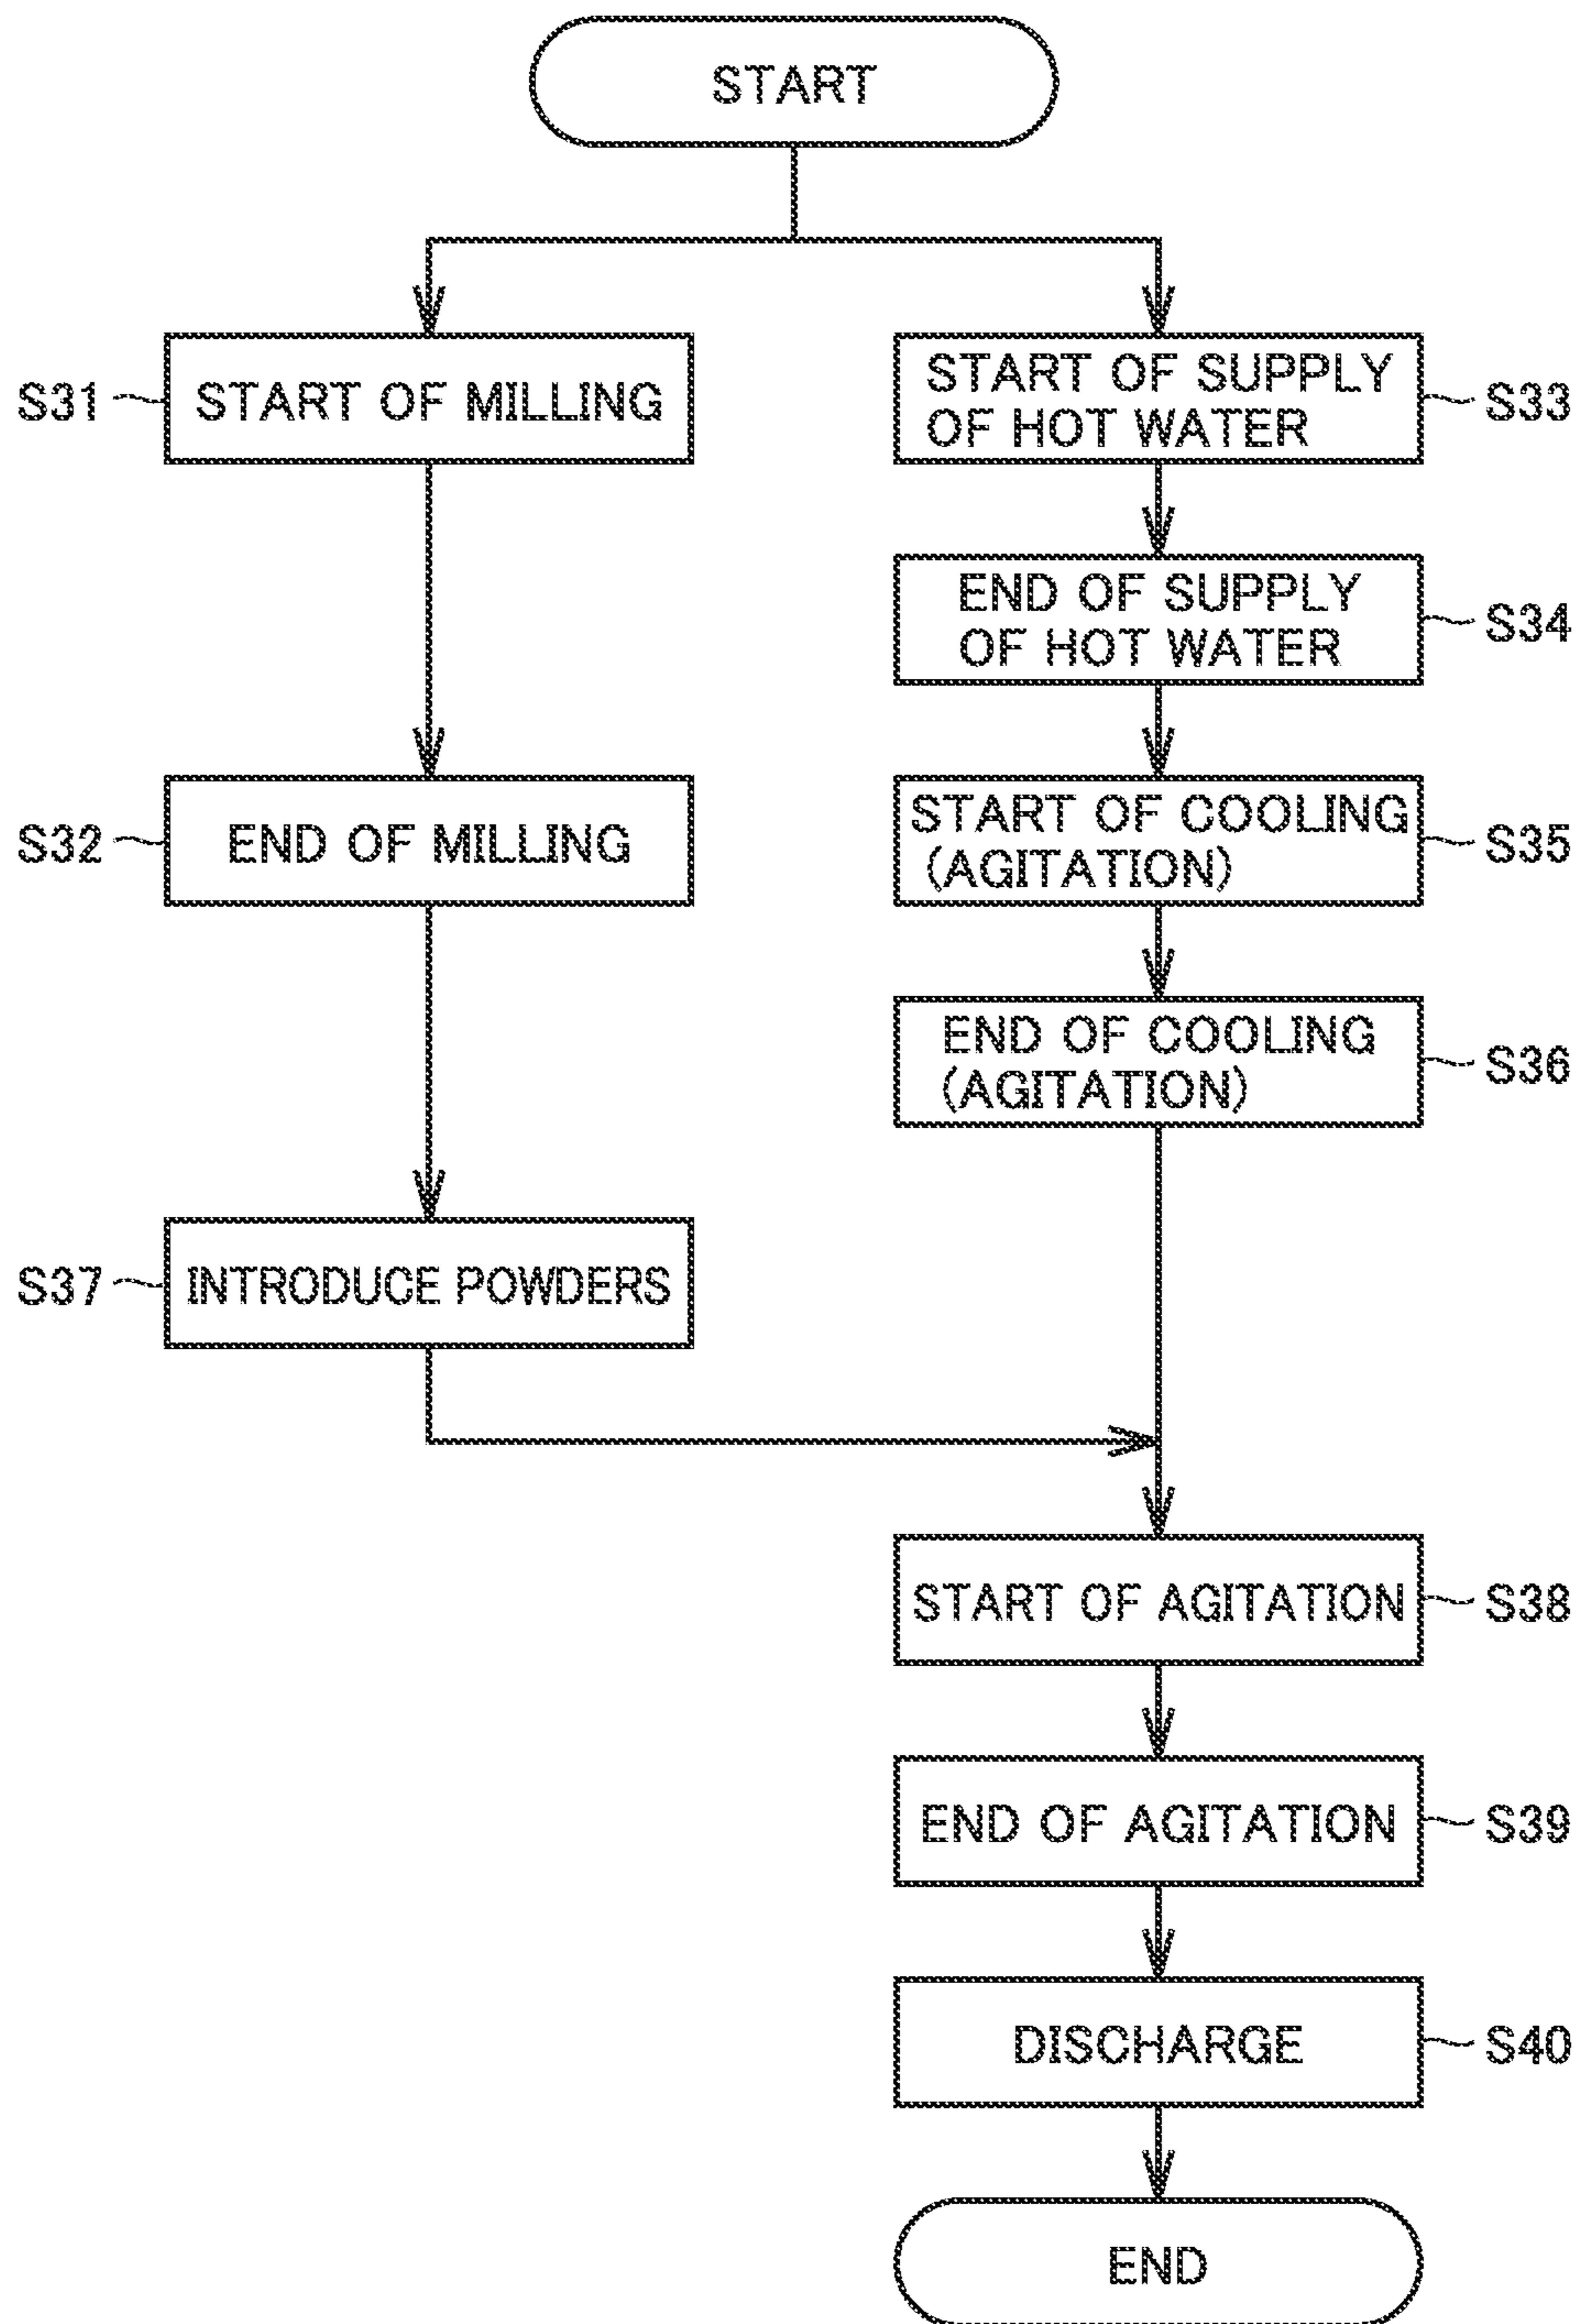 START
S31
START OF MILLING
START OF SUPPLY
OF HOT WATER
S33
END OF SUPPLY
OF HOT WATER
S34
S32
END OF MILLING
START OF COOLING
(AGITATION)
S35
END OF COOLING
(AGITATION)
S36
S37
INTRODUCE POWDERS
START OF AGITATION
S38
END OF AGITATION
S39
DISCHARGE
S40
END